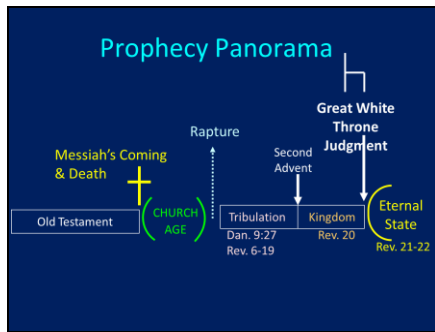 Prophecy Panorama
Great White
Throne
Judgment
Rapture
Second
Advent
Messiah's Coming
& Death
Old Testament
CHURCH
AGE
Tribulation
Kingdom
Eternal
State
Dan. 9:27
Rev. 6-19
Rev. 20
Rev. 21-22